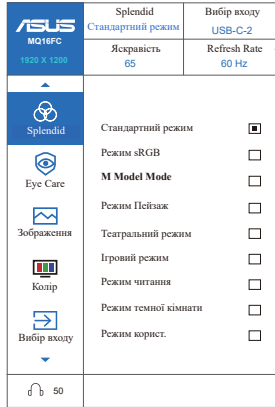 ASUS
MQ16FC
1920 X 1200
Splendid
Стандартний режим
Вибір входу
USB-C-2
Яскравість
65
Refresh Rate
60 Hz
Splendid
Eye Care
Зображення
Колір
Вибір входу
Стандартний режим
Режим sRGB
M Model Mode
Режим Пейзаж
Театральний режим
Ігровий режим
Режим читання
Режим темної кімнати
Режим корист.
50